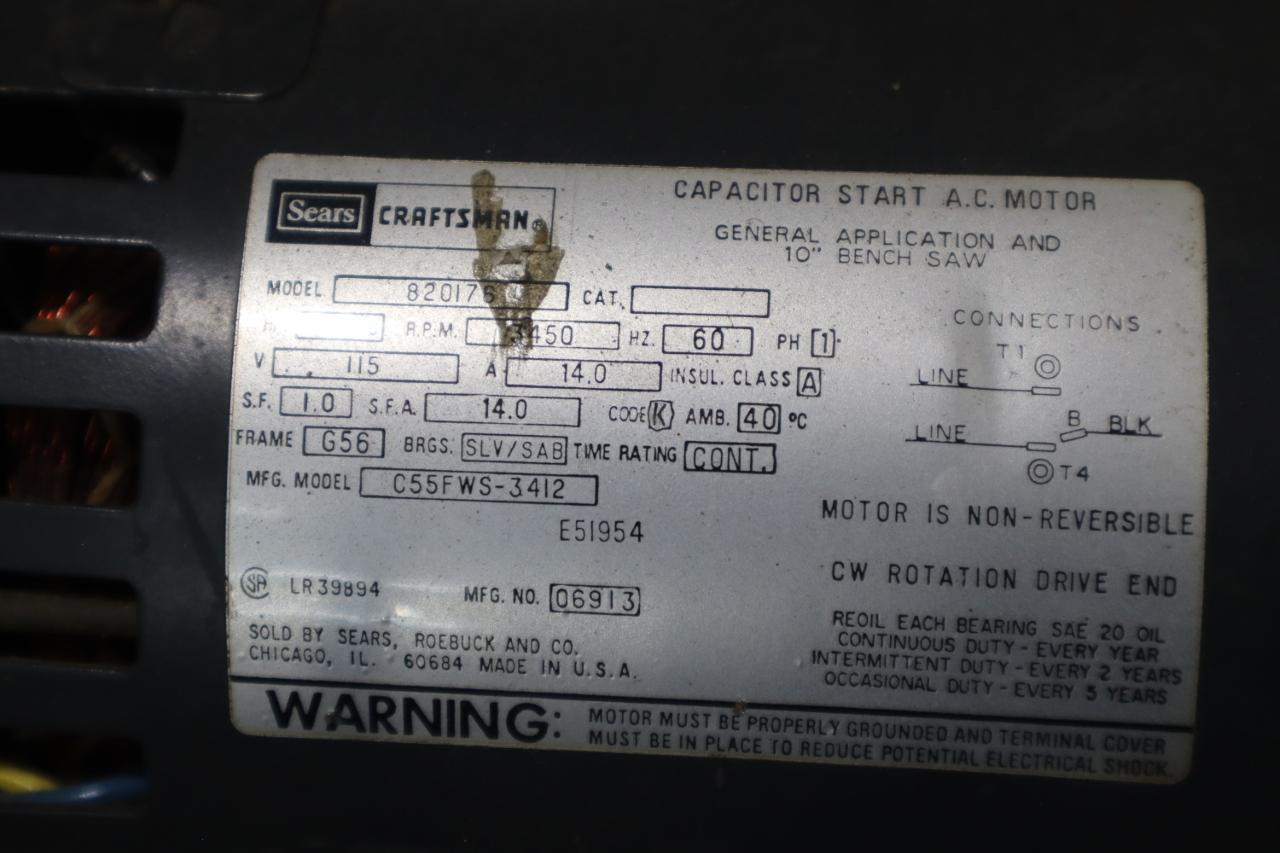 Sears CRAFTSMAN®
CAPACITOR START A.C. MOTOR
GENERAL APPLICATION AND
10" BENCH SAW
MODEL 820176 CAT.
R.P.M. 3450 HZ. 60 PH 1
V 115 A 14.0 INSUL. CLASS A
S.F. 1.0 S.F.A. 14.0 CODE K AMB. 40 °C
FRAME G56 BRGS. SLV/SAB TIME RATING CONT.
MFG. MODEL C55FWS-3412
E51954
SA LR39894 MFG. NO. 06913
SOLD BY SEARS, ROEBUCK AND CO.
CHICAGO, IL. 60684 MADE IN U.S.A.
CONNECTIONS
T1
LINE
B BLK
LINE
T4
MOTOR IS NON-REVERSIBLE
CW ROTATION DRIVE END
REOIL EACH BEARING SAE 20 OIL
CONTINUOUS DUTY - EVERY YEAR
INTERMITTENT DUTY - EVERY 2 YEARS
OCCASIONAL DUTY - EVERY 5 YEARS
WARNING: MOTOR MUST BE PROPERLY GROUNDED AND TERMINAL COVER
MUST BE IN PLACE TO REDUCE POTENTIAL ELECTRICAL SHOCK.